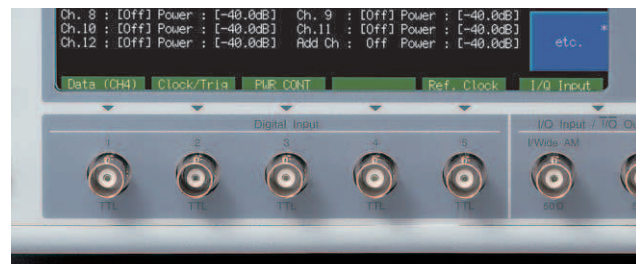 Ch. 8 : [Off] Power : [-40.0dB] Ch. 9 : [Off] Power : [-40.0dB]
Ch.10 : [Off] Power : [-40.0dB] Ch.11 : [Off] Power : [-40.0dB]
Ch.12 : [Off] Power : [-40.0dB] Add Ch : Off Power : [-40.0dB]
*
etc.
Data (CH4) Clock/Trig PWR CONT Ref. Clock I/Q Input
Digital Input I/Q Input / I/Q
1 2 3 4 5 I/Wide AM
TTL TTL TTL TTL TTL 50Ω